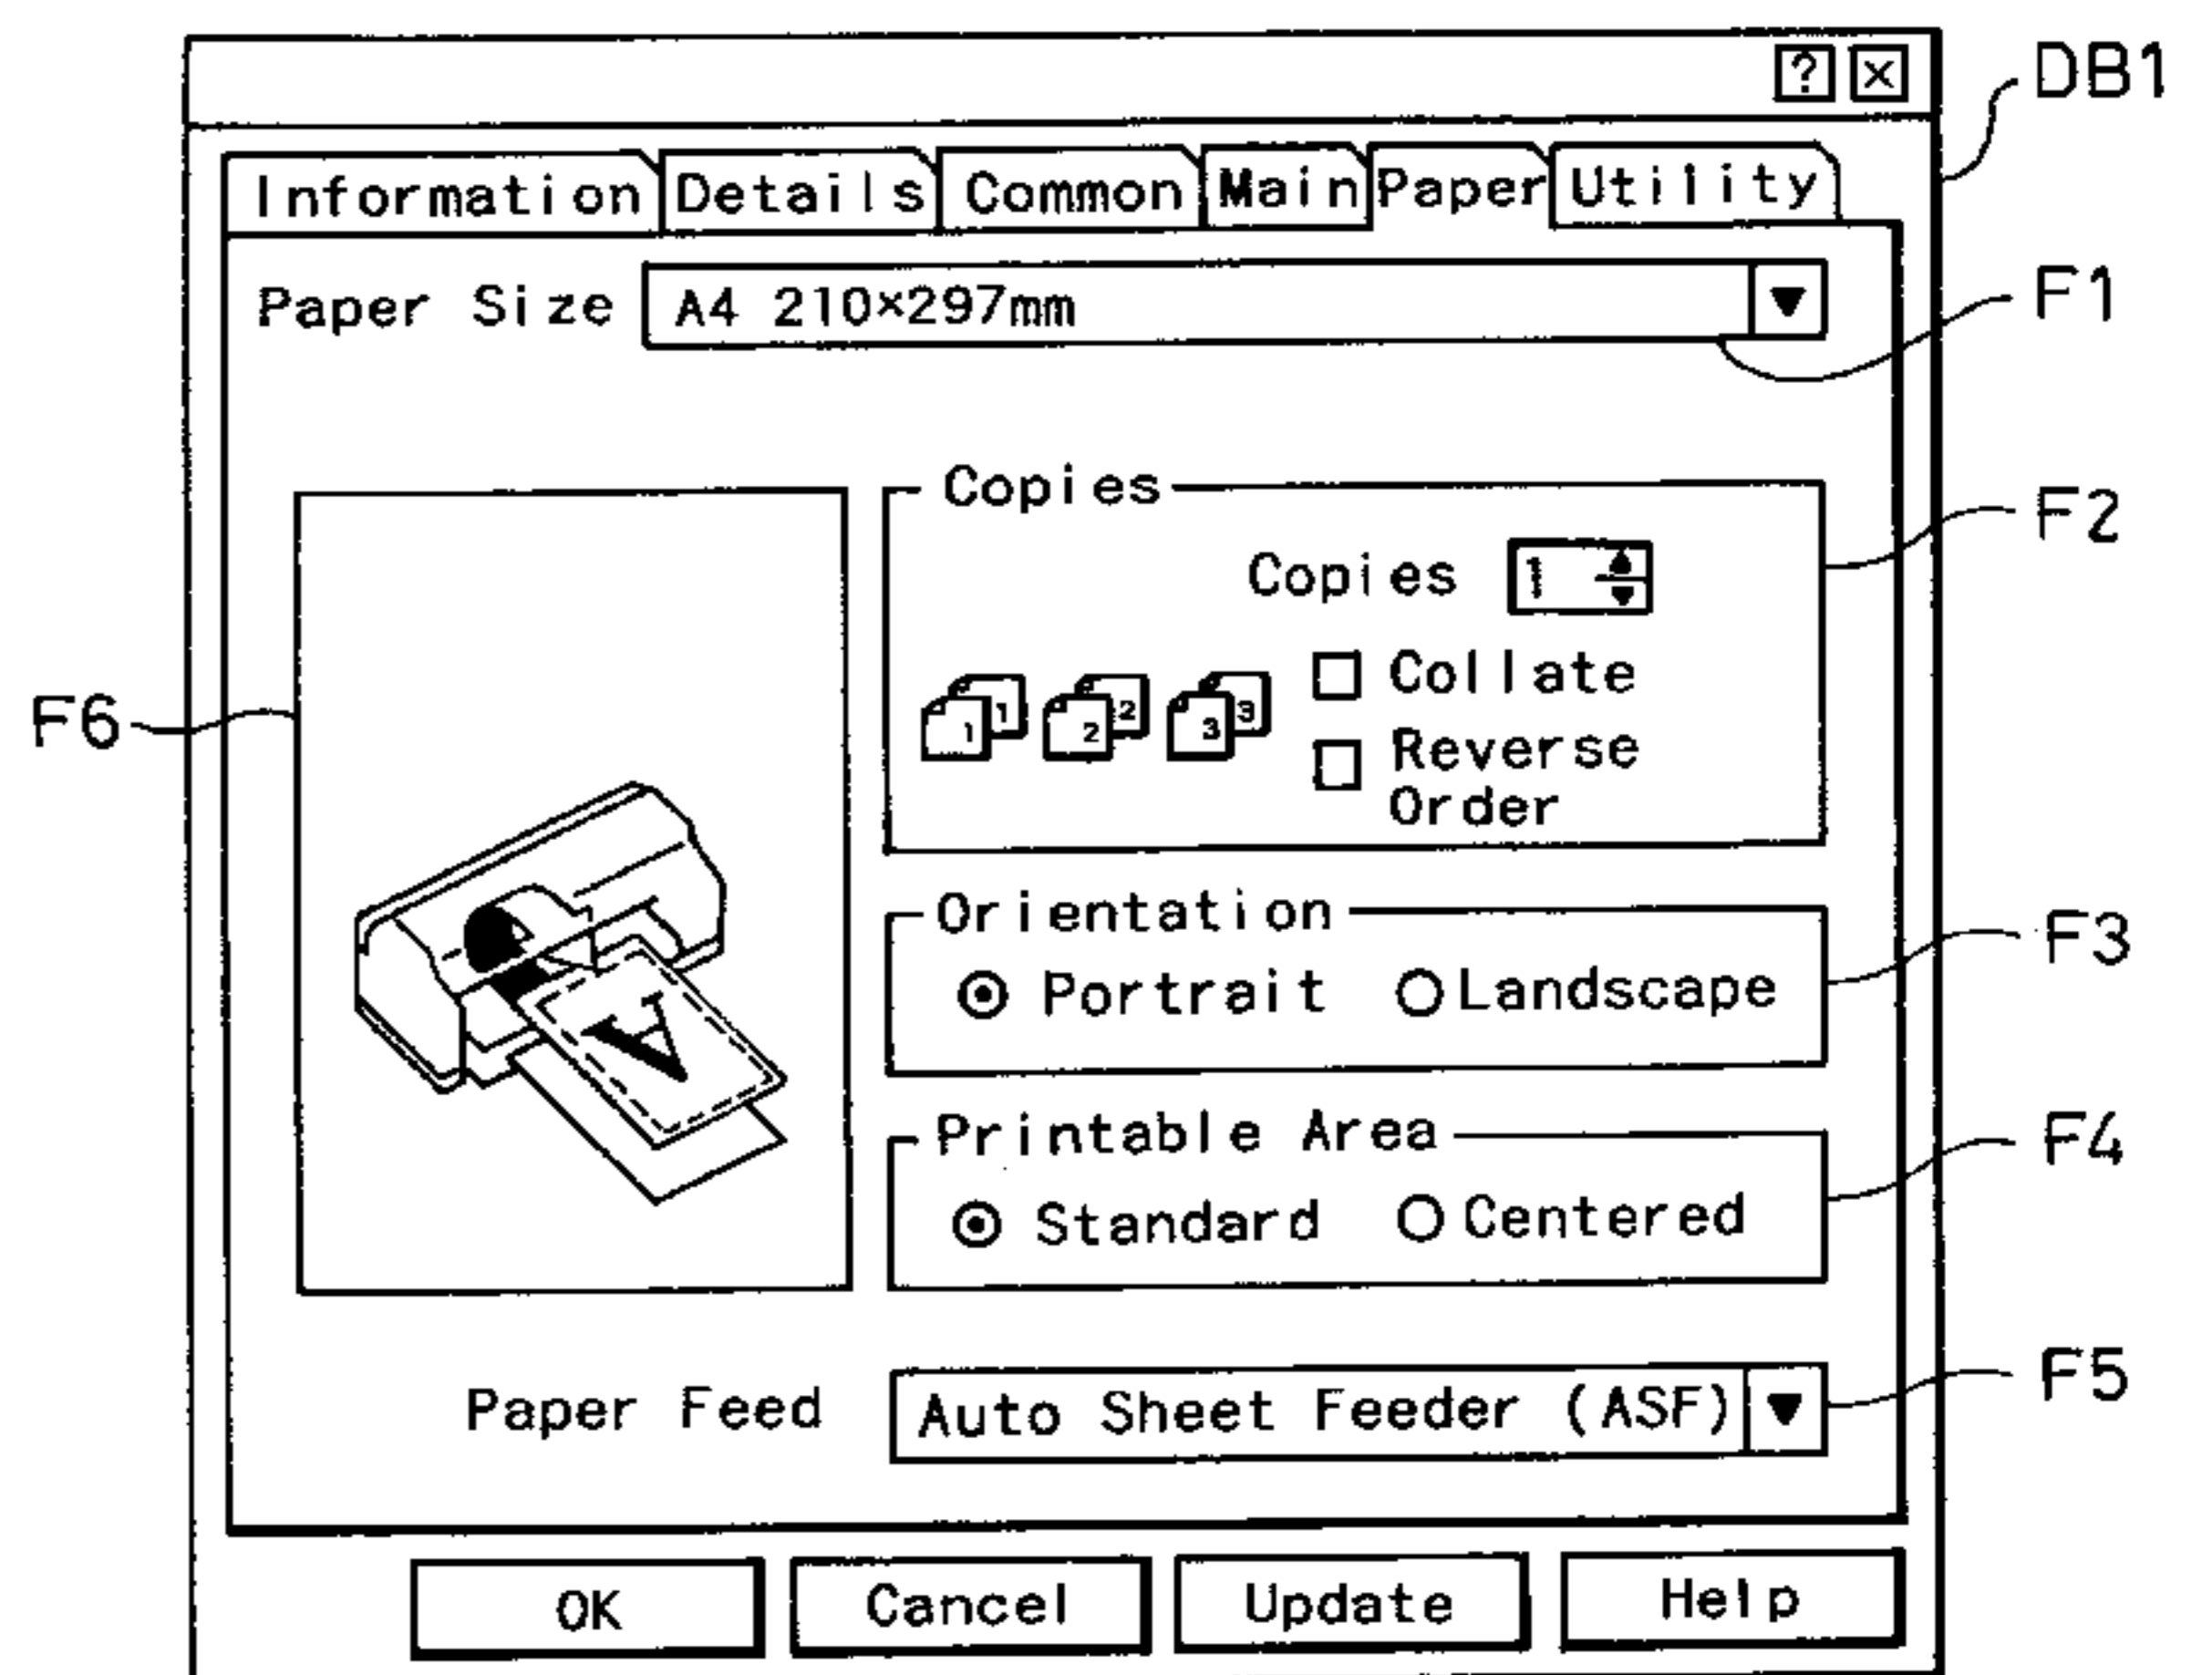 ? × DB1
Information Details Common Main Paper Utility
Paper Size A4 210×297mm F1
Copies
F2
Copies 1
Collate
1 1 2 2 3 3
F6
Reverse
Order
Orientation
F3
Portrait Landscape
Printable Area
F4
Standard Centered
A
F5
Paper Feed Auto Sheet Feeder (ASF)
OK Cancel Update Help